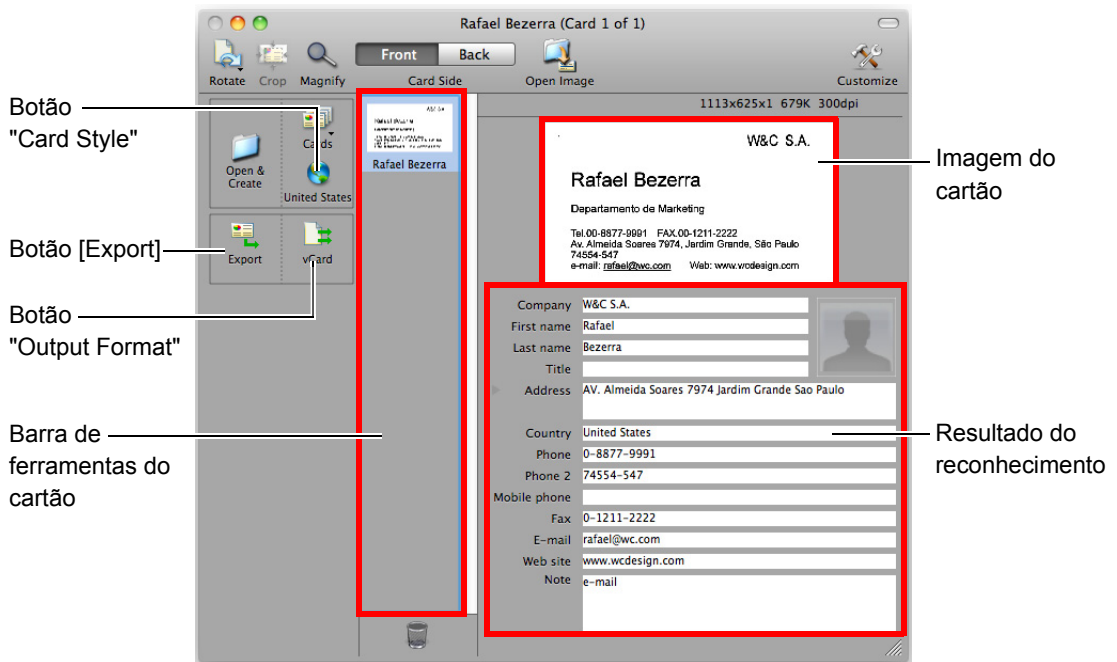 Rafael Bezerra (Card 1 of 1)
Rotate Crop Magnify
Front Back
Card Side
Open Image
Customize
1113x625x1 679K 300dpi
Botão
"Card Style"
Botão [Export]
Botão
"Output Format"
Barra de
ferramentas do
cartão
Open &
Create
Cards
United States
Export
vCard
Rafael Bezerra
W&C S.A.
Rafael Bezerra
Departamento de Marketing
Tel.00-8877-9991 FAX.00-1211-2222
Av. Almeida Soares 7974, Jardim Grande, São Paulo
74554-547
e-mail: rafael@wc.com Web: www.wcdesign.com
Imagem do
cartão
Company W&C S.A.
First name Rafael
Last name Bezerra
Title
Address AV. Almeida Soares 7974 Jardim Grande Sao Paulo
Country United States
Phone 0-8877-9991
Phone 2 74554-547
Mobile phone
Fax 0-1211-2222
E-mail rafael@wc.com
Web site www.wcdesign.com
Note e-mail
Resultado do
reconhecimento